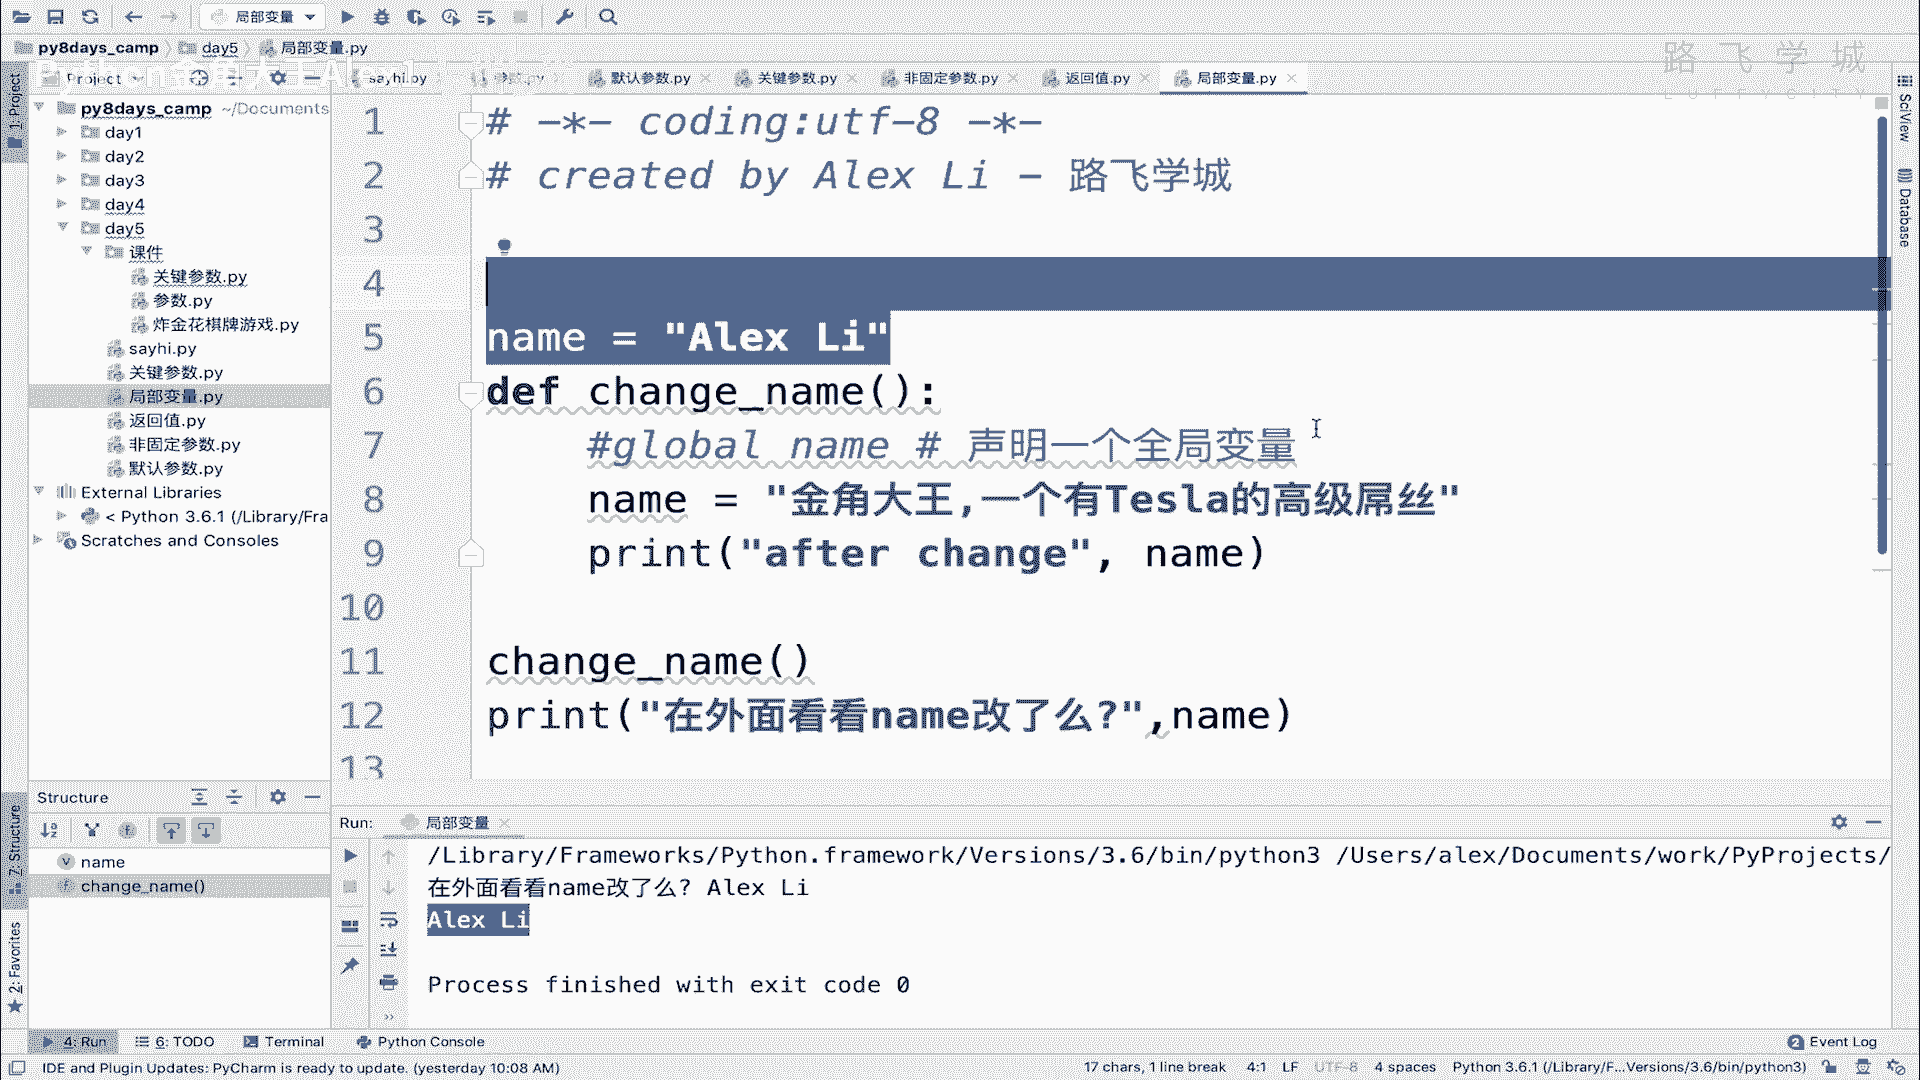 局部变量
py8days_camp
day5
局部变量.py
路 飞 学 城
LUFFYCITY
Project
sayhi.py
默认参数.py
关键参数.py
非固定参数.py
返回值.py
局部变量.py
1: Project
py8days_camp ~/Documents
day1
day2
day3
day4
day5
课件
关键参数.py
参数.py
炸金花棋牌游戏.py
sayhi.py
关键参数.py
局部变量.py
返回值.py
非固定参数.py
默认参数.py
External Libraries
< Python 3.6.1 (/Library/Fra
Scratches and Consoles
1 # -*- coding:utf-8 -*-
2 # created by Alex Li - 路飞学城
3
4
5 name = "Alex Li"
6 def change_name():
7 #global name # 声明一个全局变量
8 name = "金角大王,一个有Tesla的高级屌丝"
9 print("after change", name)
10
11 change_name()
12 print("在外面看看name改了么?",name)
13
SciView
Database
Structure
name
change_name()
7: Structure
2: Favorites
Run: 局部变量
/Library/Frameworks/Python.framework/Versions/3.6/bin/python3 /Users/alex/Documents/work/PyProjects/
在外面看看name改了么? Alex Li
Alex Li
Process finished with exit code 0
4: Run
6: TODO
Terminal
Python Console
2 Event Log
IDE and Plugin Updates: PyCharm is ready to update. (yesterday 10:08 AM)
17 chars, 1 line break
4:1
LF
UTF-8
4 spaces
Python 3.6.1 (/Library/F...Versions/3.6/bin/python3)